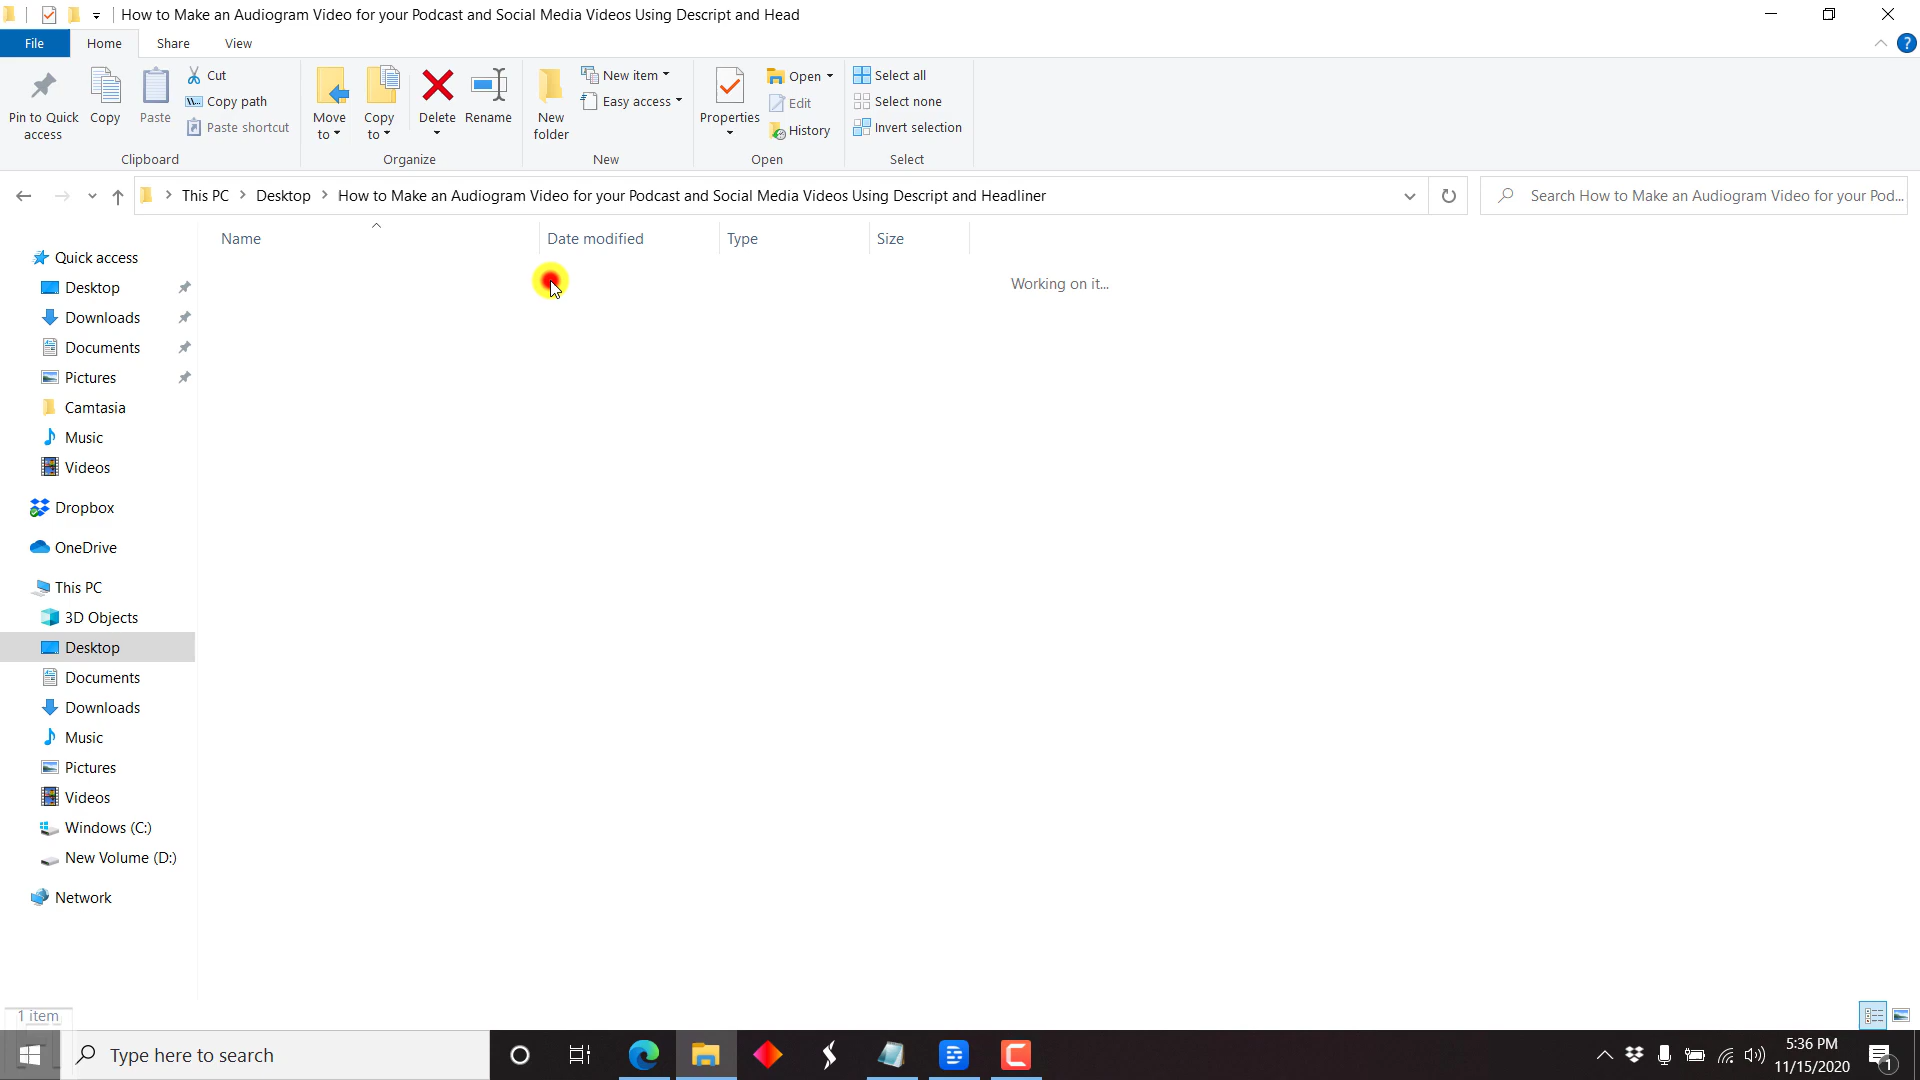 How to Make an Audiogram Video for your Podcast and Social Media Videos Using Descript and Head
File
Home
Share
View
Pin to Quick
access
Copy
Paste
Cut
Copy path
Paste shortcut
Clipboard
Move
to
Copy
to
Delete
Rename
Organize
New
folder
New item
Easy access
New
Properties
Open
Edit
History
Open
Select all
Select none
Invert selection
Select
This PC
Desktop
How to Make an Audiogram Video for your Podcast and Social Media Videos Using Descript and Headliner
Search How to Make an Audiogram Video for your Pod...
Name
Date modified
Type
Size
Working on it...
Quick access
Desktop
Downloads
Documents
Pictures
Camtasia
Music
Videos
Dropbox
OneDrive
This PC
3D Objects
Desktop
Documents
Downloads
Music
Pictures
Videos
Windows (C:)
New Volume (D:)
Network
1 item
Type here to search
5:36 PM
11/15/2020
1